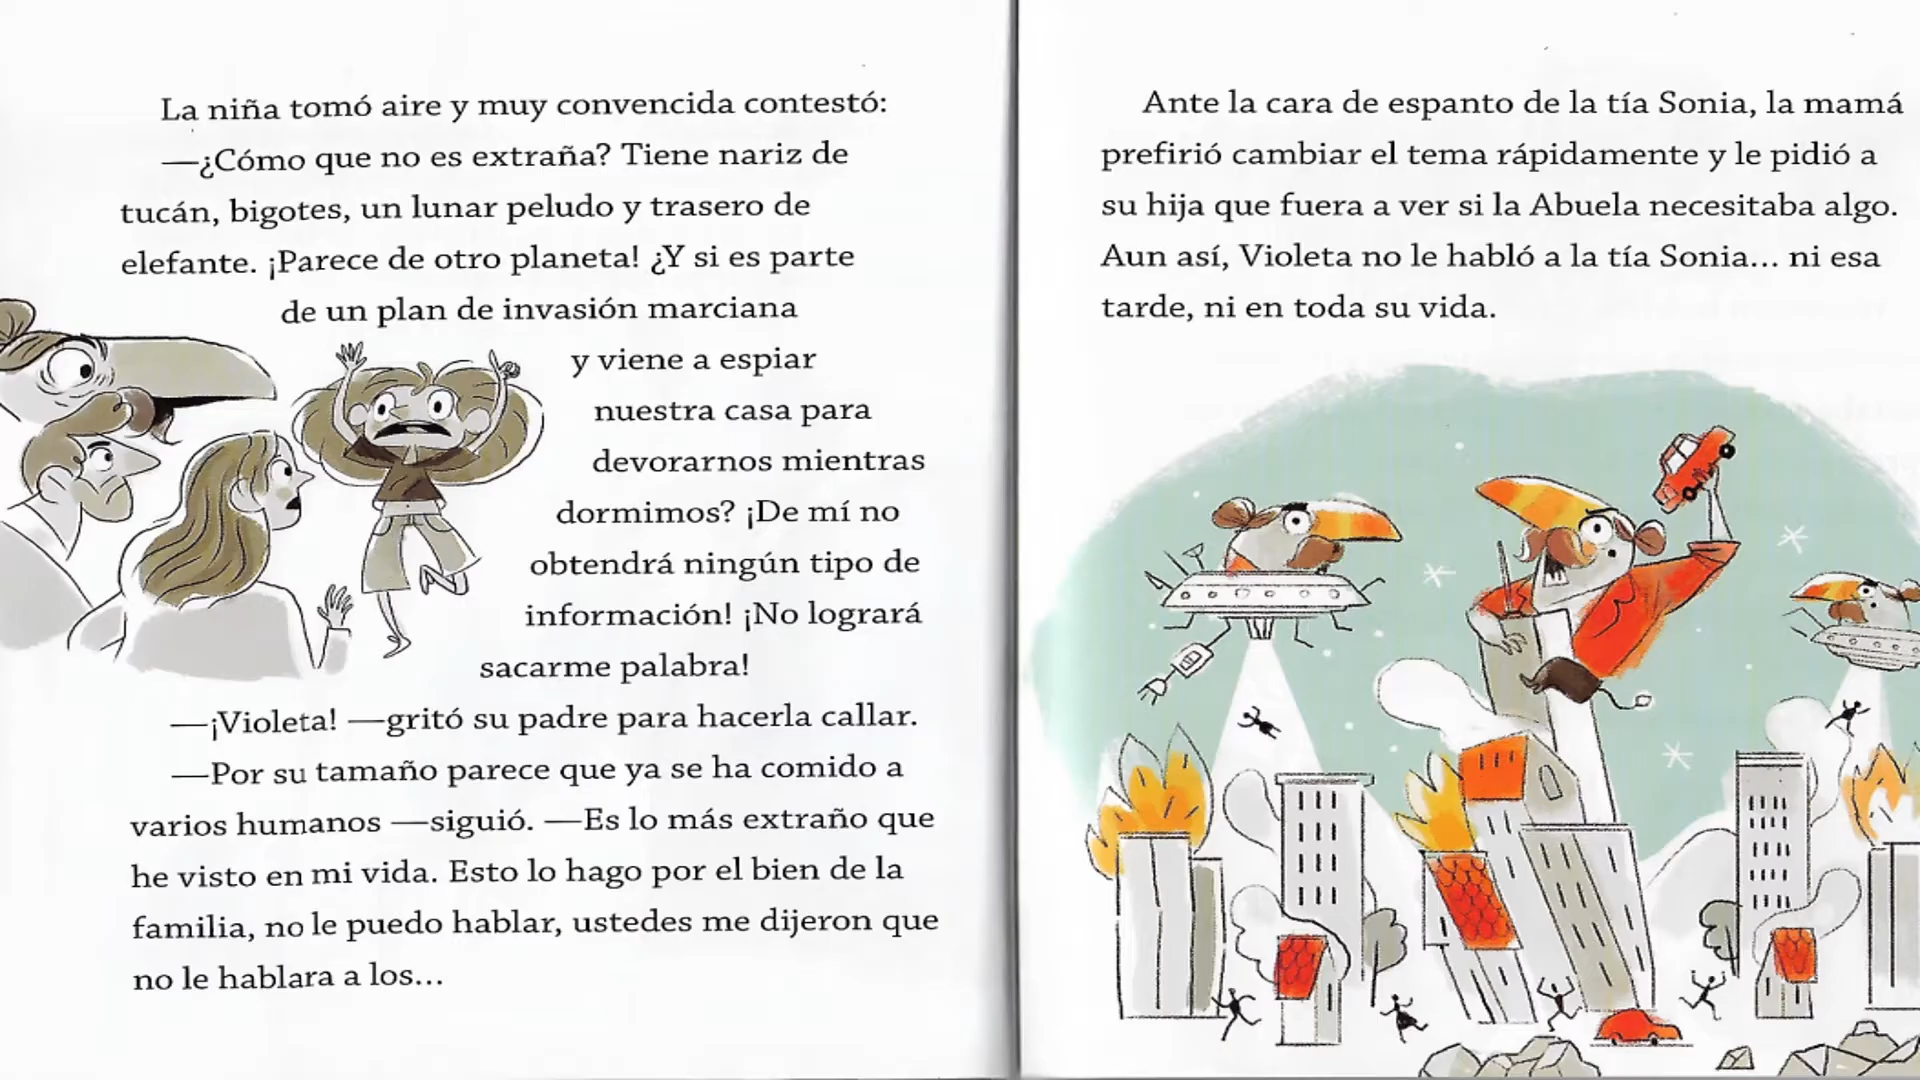 La niña tomó aire y muy convencida contestó:
—¿Cómo que no es extraña? Tiene nariz de
tucán, bigotes, un lunar peludo y trasero de
elefante. ¡Parece de otro planeta! ¿Y si es parte
de un plan de invasión marciana
y viene a espiar
nuestra casa para
devorarnos mientras
dormimos? ¡De mí no
obtendrá ningún tipo de
información! ¡No logrará
sacarme palabra!
—¡Violeta! —gritó su padre para hacerla callar.
—Por su tamaño parece que ya se ha comido a
varios humanos —siguió. —Es lo más extraño que
he visto en mi vida. Esto lo hago por el bien de la
familia, no le puedo hablar, ustedes me dijeron que
no le hablara a los...
Ante la cara de espanto de la tía Sonia, la mamá
prefirió cambiar el tema rápidamente y le pidió a
su hija que fuera a ver si la Abuela necesitaba algo.
Aun así, Violeta no le habló a la tía Sonia... ni esa
tarde, ni en toda su vida.